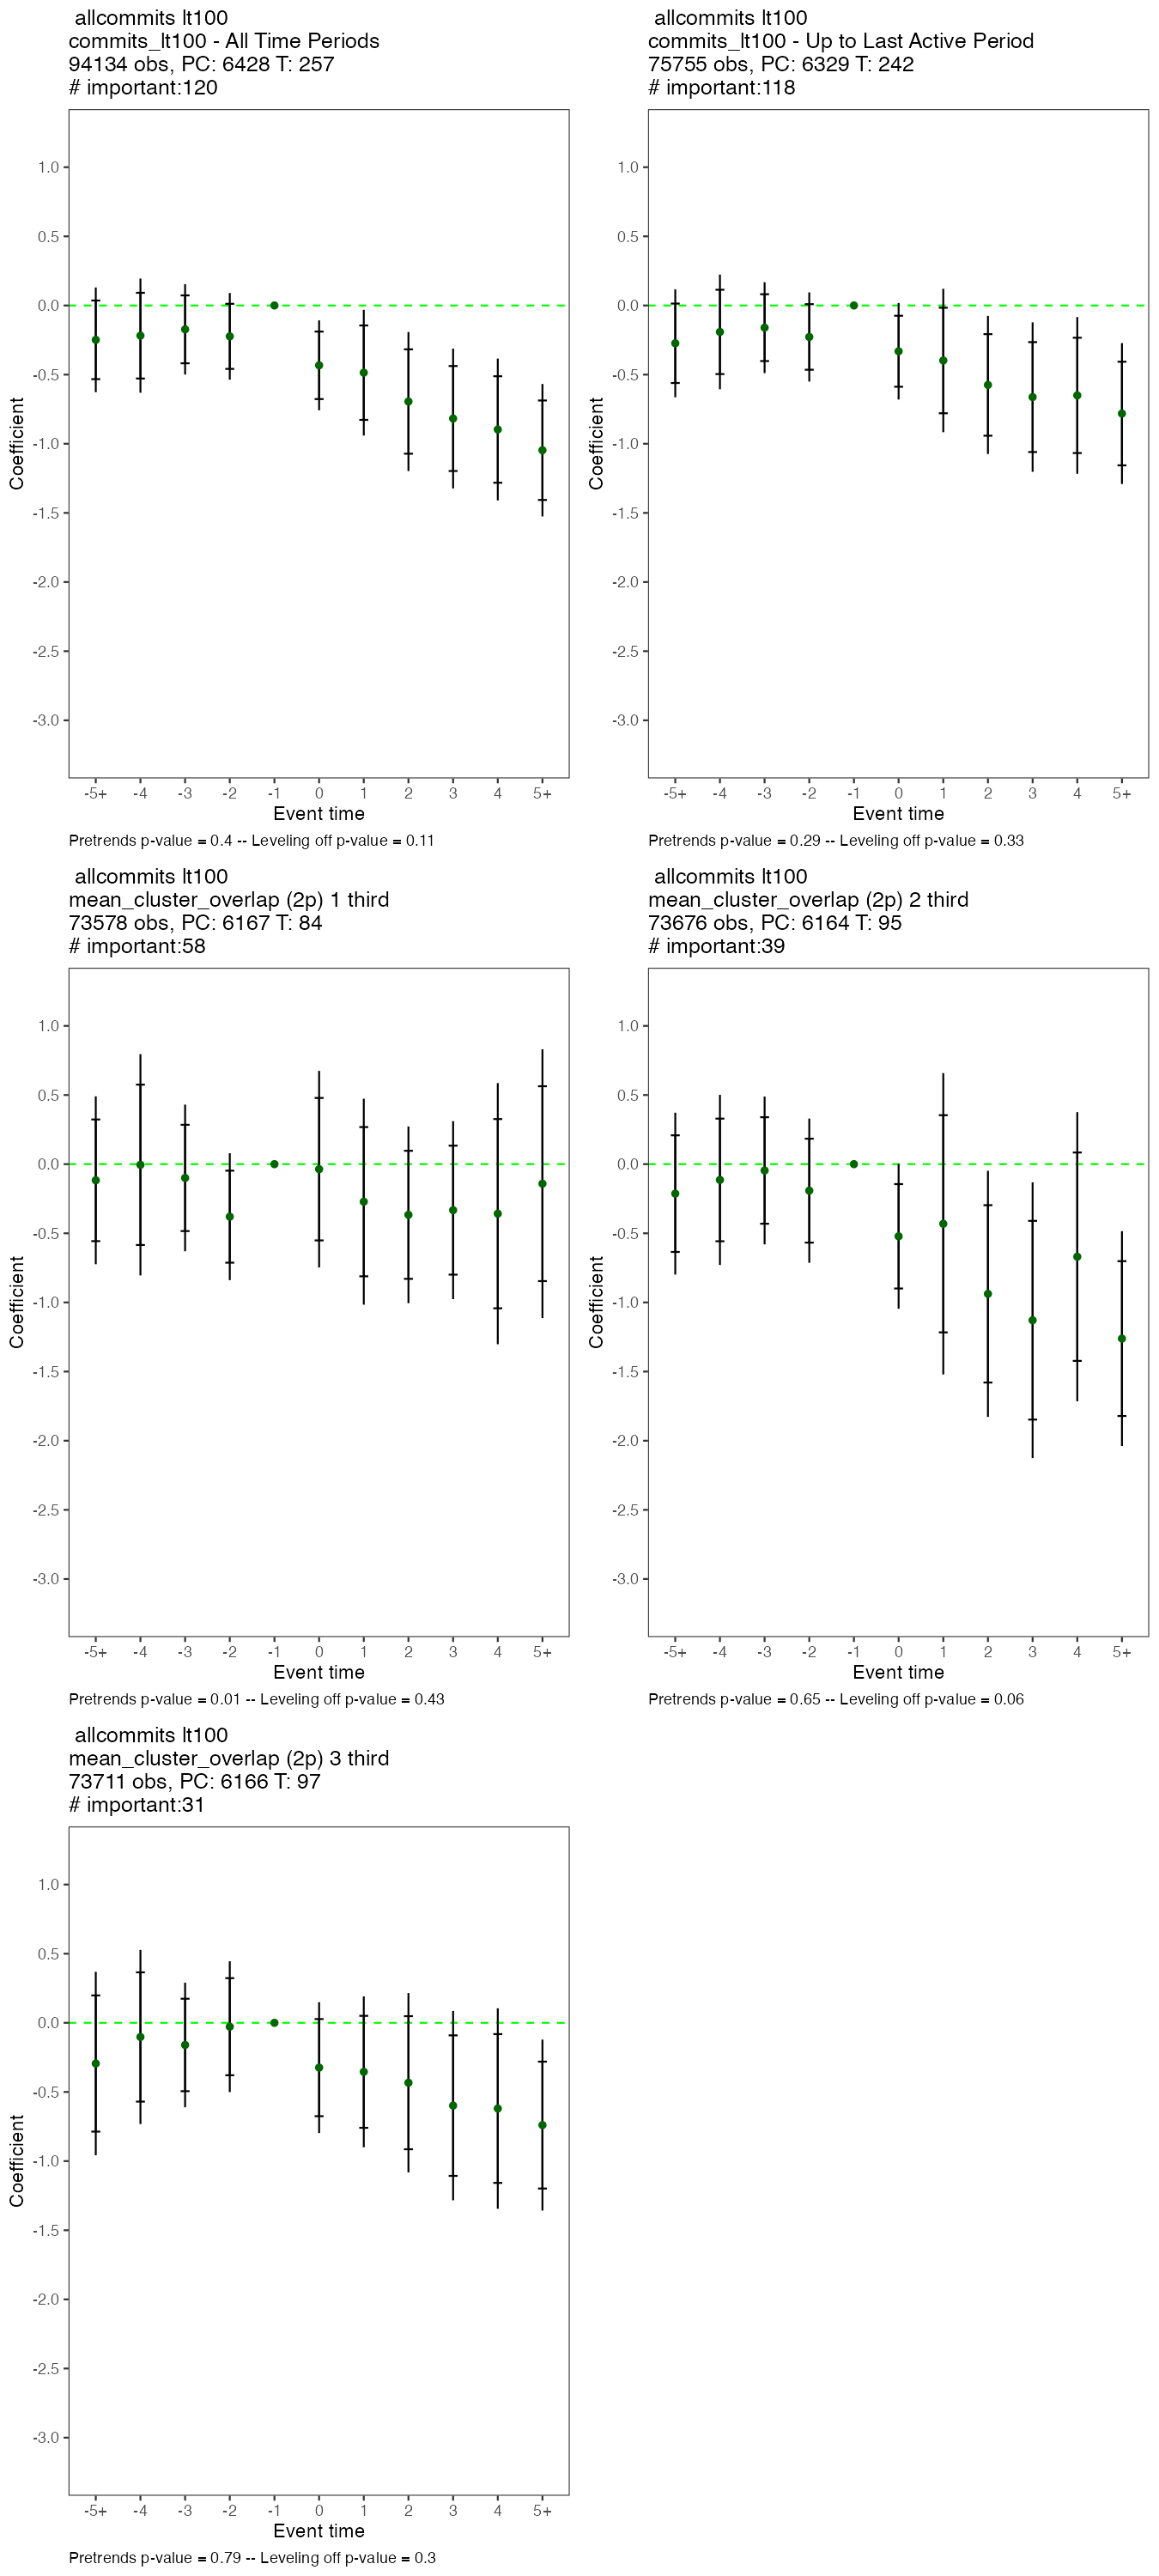 allcommits lt100
commits_lt100 - All Time Periods
94134 obs, PC: 6428 T: 257
# important:120
1.0
0.5
0.0
-0.5
-1.0
-1.5
-2.0
-2.5
-3.0
Coefficient
-5+ -4 -3 -2 -1 0 1 2 3 4 5+
Event time
Pretrends p-value = 0.4 -- Leveling off p-value = 0.11
allcommits lt100
commits_lt100 - Up to Last Active Period
75755 obs, PC: 6329 T: 242
# important:118
1.0
0.5
0.0
-0.5
-1.0
-1.5
-2.0
-2.5
-3.0
Coefficient
-5+ -4 -3 -2 -1 0 1 2 3 4 5+
Event time
Pretrends p-value = 0.29 -- Leveling off p-value = 0.33
allcommits lt100
mean_cluster_overlap (2p) 1 third
73578 obs, PC: 6167 T: 84
# important:58
1.0
0.5
0.0
-0.5
-1.0
-1.5
-2.0
-2.5
-3.0
Coefficient
-5+ -4 -3 -2 -1 0 1 2 3 4 5+
Event time
Pretrends p-value = 0.01 -- Leveling off p-value = 0.43
allcommits lt100
mean_cluster_overlap (2p) 2 third
73676 obs, PC: 6164 T: 95
# important:39
1.0
0.5
0.0
-0.5
-1.0
-1.5
-2.0
-2.5
-3.0
Coefficient
-5+ -4 -3 -2 -1 0 1 2 3 4 5+
Event time
Pretrends p-value = 0.65 -- Leveling off p-value = 0.06
allcommits lt100
mean_cluster_overlap (2p) 3 third
73711 obs, PC: 6166 T: 97
# important:31
1.0
0.5
0.0
-0.5
-1.0
-1.5
-2.0
-2.5
-3.0
Coefficient
-5+ -4 -3 -2 -1 0 1 2 3 4 5+
Event time
Pretrends p-value = 0.79 -- Leveling off p-value = 0.3